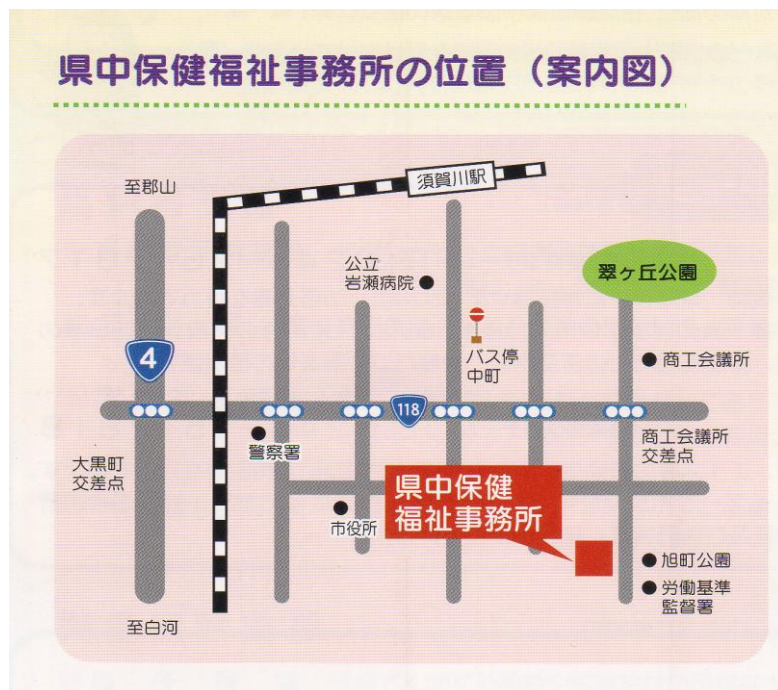 県中保健福祉事務所の位置（案内図）
至郡山
須賀川駅
公立
岩瀬病院
翠ヶ丘公園
4
バス停
中町
商工会議所
118
大黒町
交差点
警察署
商工会議所
交差点
県中保健
福祉事務所
市役所
旭町公園
労働基準
監督署
至白河